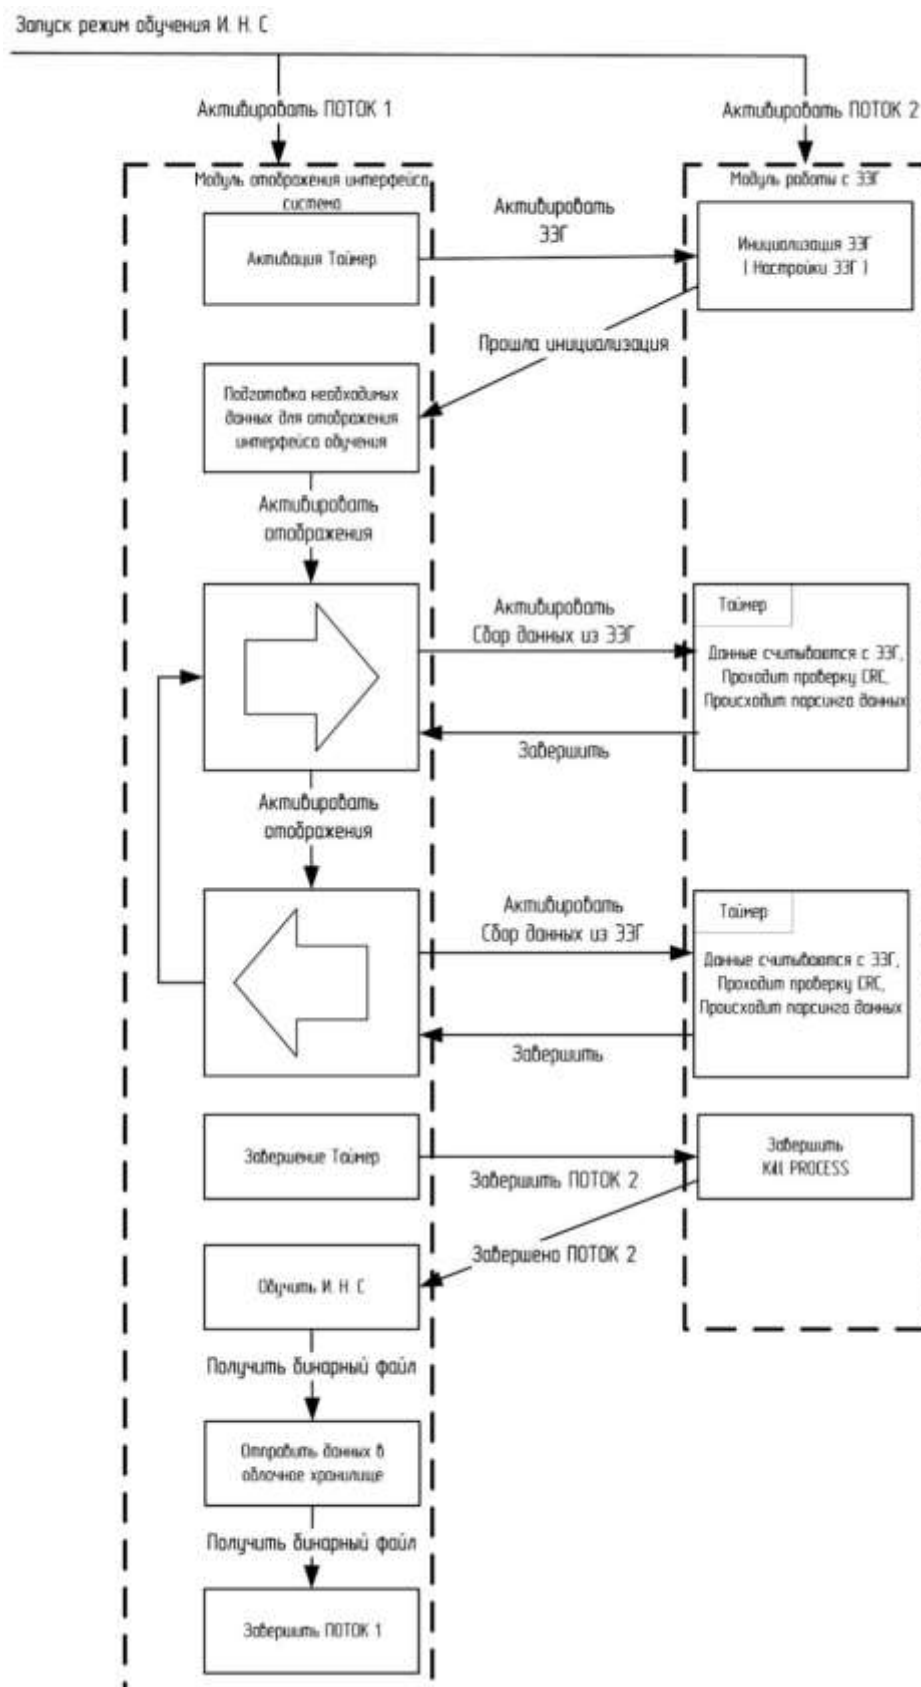 Запуск режим обучения И. Н. С
Активировать ПОТОК 1
Активировать ПОТОК 2
Модуль отображения интерфейса
система
Модуль работы с ЭЭГ
Активация Таймер
Активировать
ЭЭГ
Инициализация ЭЭГ
( Настройки ЭЭГ )
Прошла инициализация
Подготовка необходимых
данных для отображения
интерфейса обучения
Активировать
отображения
Активировать
Сбор данных из ЭЭГ
Таймер
Данные считываются с ЭЭГ,
Проходит проверку CRC,
Происходит парсинга данных
Завершить
Активировать
отображения
Активировать
Сбор данных из ЭЭГ
Таймер
Данные считываются с ЭЭГ,
Проходит проверку CRC,
Происходит парсинга данных
Завершить
Завершение Таймер
Завершить ПОТОК 2
Завершить
Kill PROCESS
Завершено ПОТОК 2
Обучить И. Н. С
Получить бинарный файл
Отправить данных в
облачное хранилище
Получить бинарный файл
Завершить ПОТОК 1